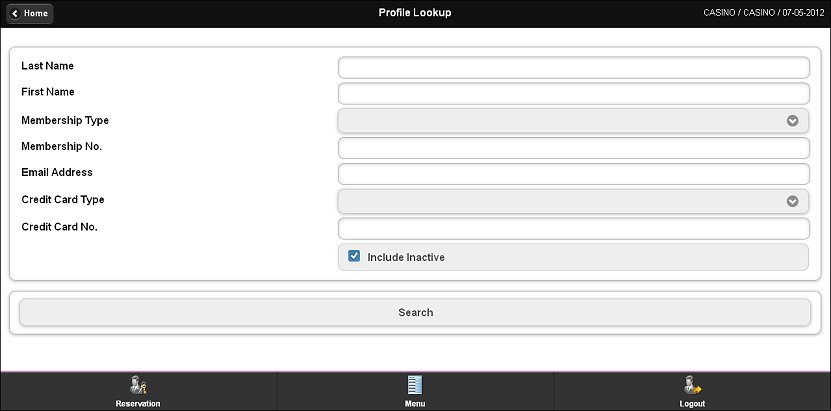 Home
Profile Lookup
CASINO / CASINO / 07-05-2012
Last Name
First Name
Membership Type
Membership No.
Email Address
Credit Card Type
Credit Card No.
Include Inactive
Search
Reservation
Menu
Logout